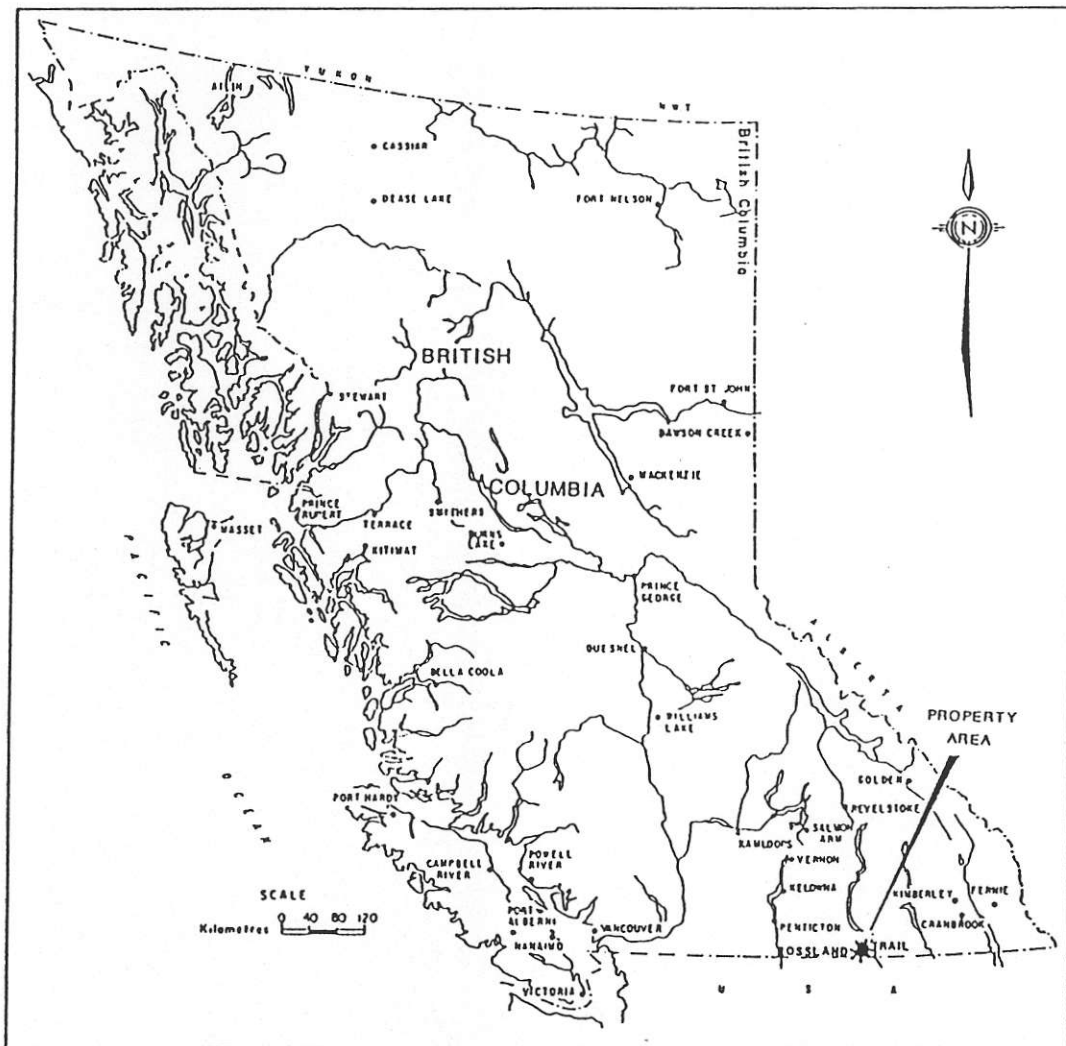 YUKON
NWT
ATLIN
CASSIAR
DEASE LAKE
FORT NELSON
British Columbia
N
BRITISH
STEWART
FORT ST JOHN
DAWSON CREEK
MACKENZIE
COLUMBIA
PRINCE
RUPERT
TERRACE
SMITHERS
BURNS
LAKE
MASSET
KITIMAT
PRINCE
GEORGE
PACIFIC
OCEAN
QUESNEL
ALBERTA
BELLA COOLA
WILLIAMS
LAKE
PROPERTY
AREA
GOLDEN
REVELSTOKE
PORT HARDY
SALMON
ARM
KAMLOOPS
VERNON
CAMPBELL
RIVER
POWELL
RIVER
KELOWNA
KIMBERLEY
FERNIE
CRANBROOK
SCALE
0 40 80 120
Kilometres
PORT
ALBERNI
NANAIMO
VANCOUVER
PENTICTON
ROSSLAND
TRAIL
VICTORIA
U S A